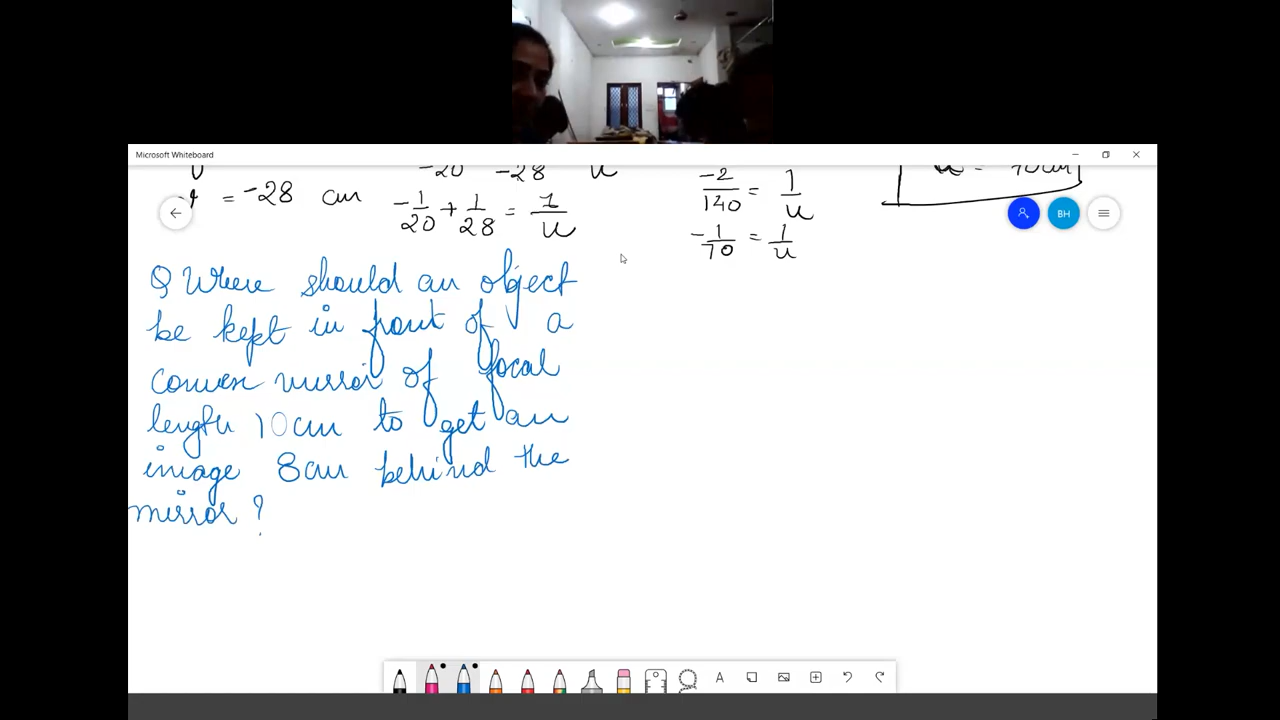 Microsoft Whiteboard
-20 -28 u
= -28 cm
-1/20 + 1/28 = 1/u
-2/140 = 1/u
-1/70 = 1/u
BH
Q Where should an object
be kept in front of a
convex mirror of focal
length 10cm to get an
image 8cm behind the
mirror?
A